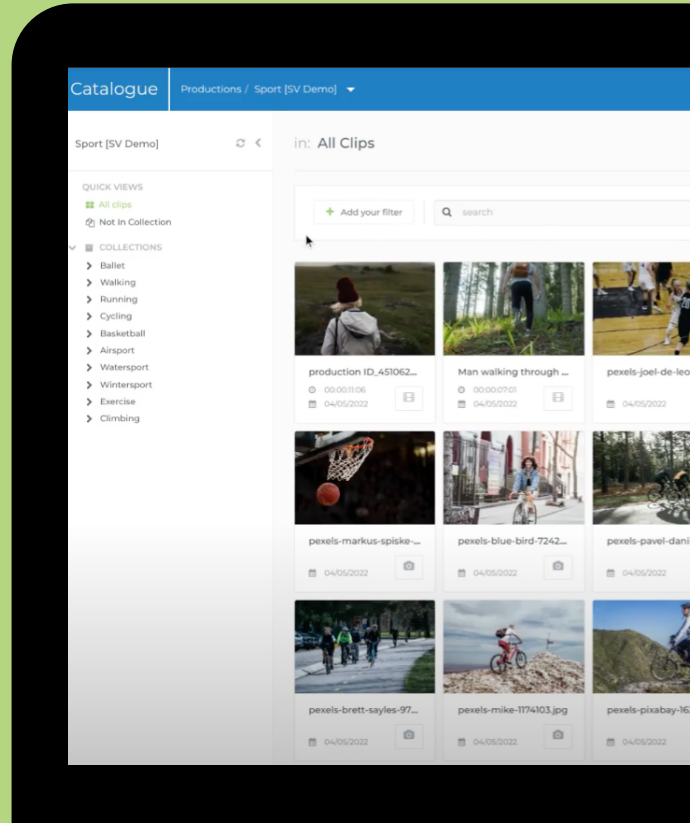 Catalogue
Productions / Sport [SV Demo]
Sport [SV Demo]
in: All Clips
QUICK VIEWS
All clips
Not In Collection
COLLECTIONS
Ballet
Walking
Running
Cycling
Basketball
Airsport
Watersport
Wintersport
Exercise
Climbing
+ Add your filter
search
production ID_451062...
00:00:11:06
04/05/2022
Man walking through ...
00:00:07:01
04/05/2022
pexels-joel-de-leo
04/05/2022
pexels-markus-spiske-...
04/05/2022
pexels-blue-bird-7242...
04/05/2022
pexels-pavel-dani
04/05/2022
pexels-brett-sayles-97...
04/05/2022
pexels-mike-1174103.jpg
04/05/2022
pexels-pixabay-16
04/05/2022